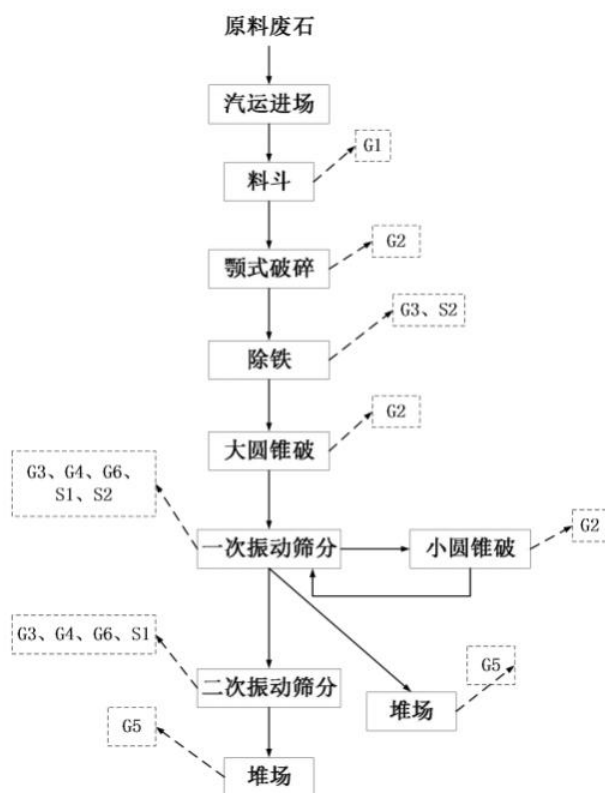 原料废石
汽运进场
G1
料斗
G2
颚式破碎
G3、S2
除铁
G2
大圆锥破
G3、G4、G6、
S1、S2
一次振动筛分
小圆锥破
G2
G3、G4、G6、S1
二次振动筛分
G5
堆场
G5
堆场